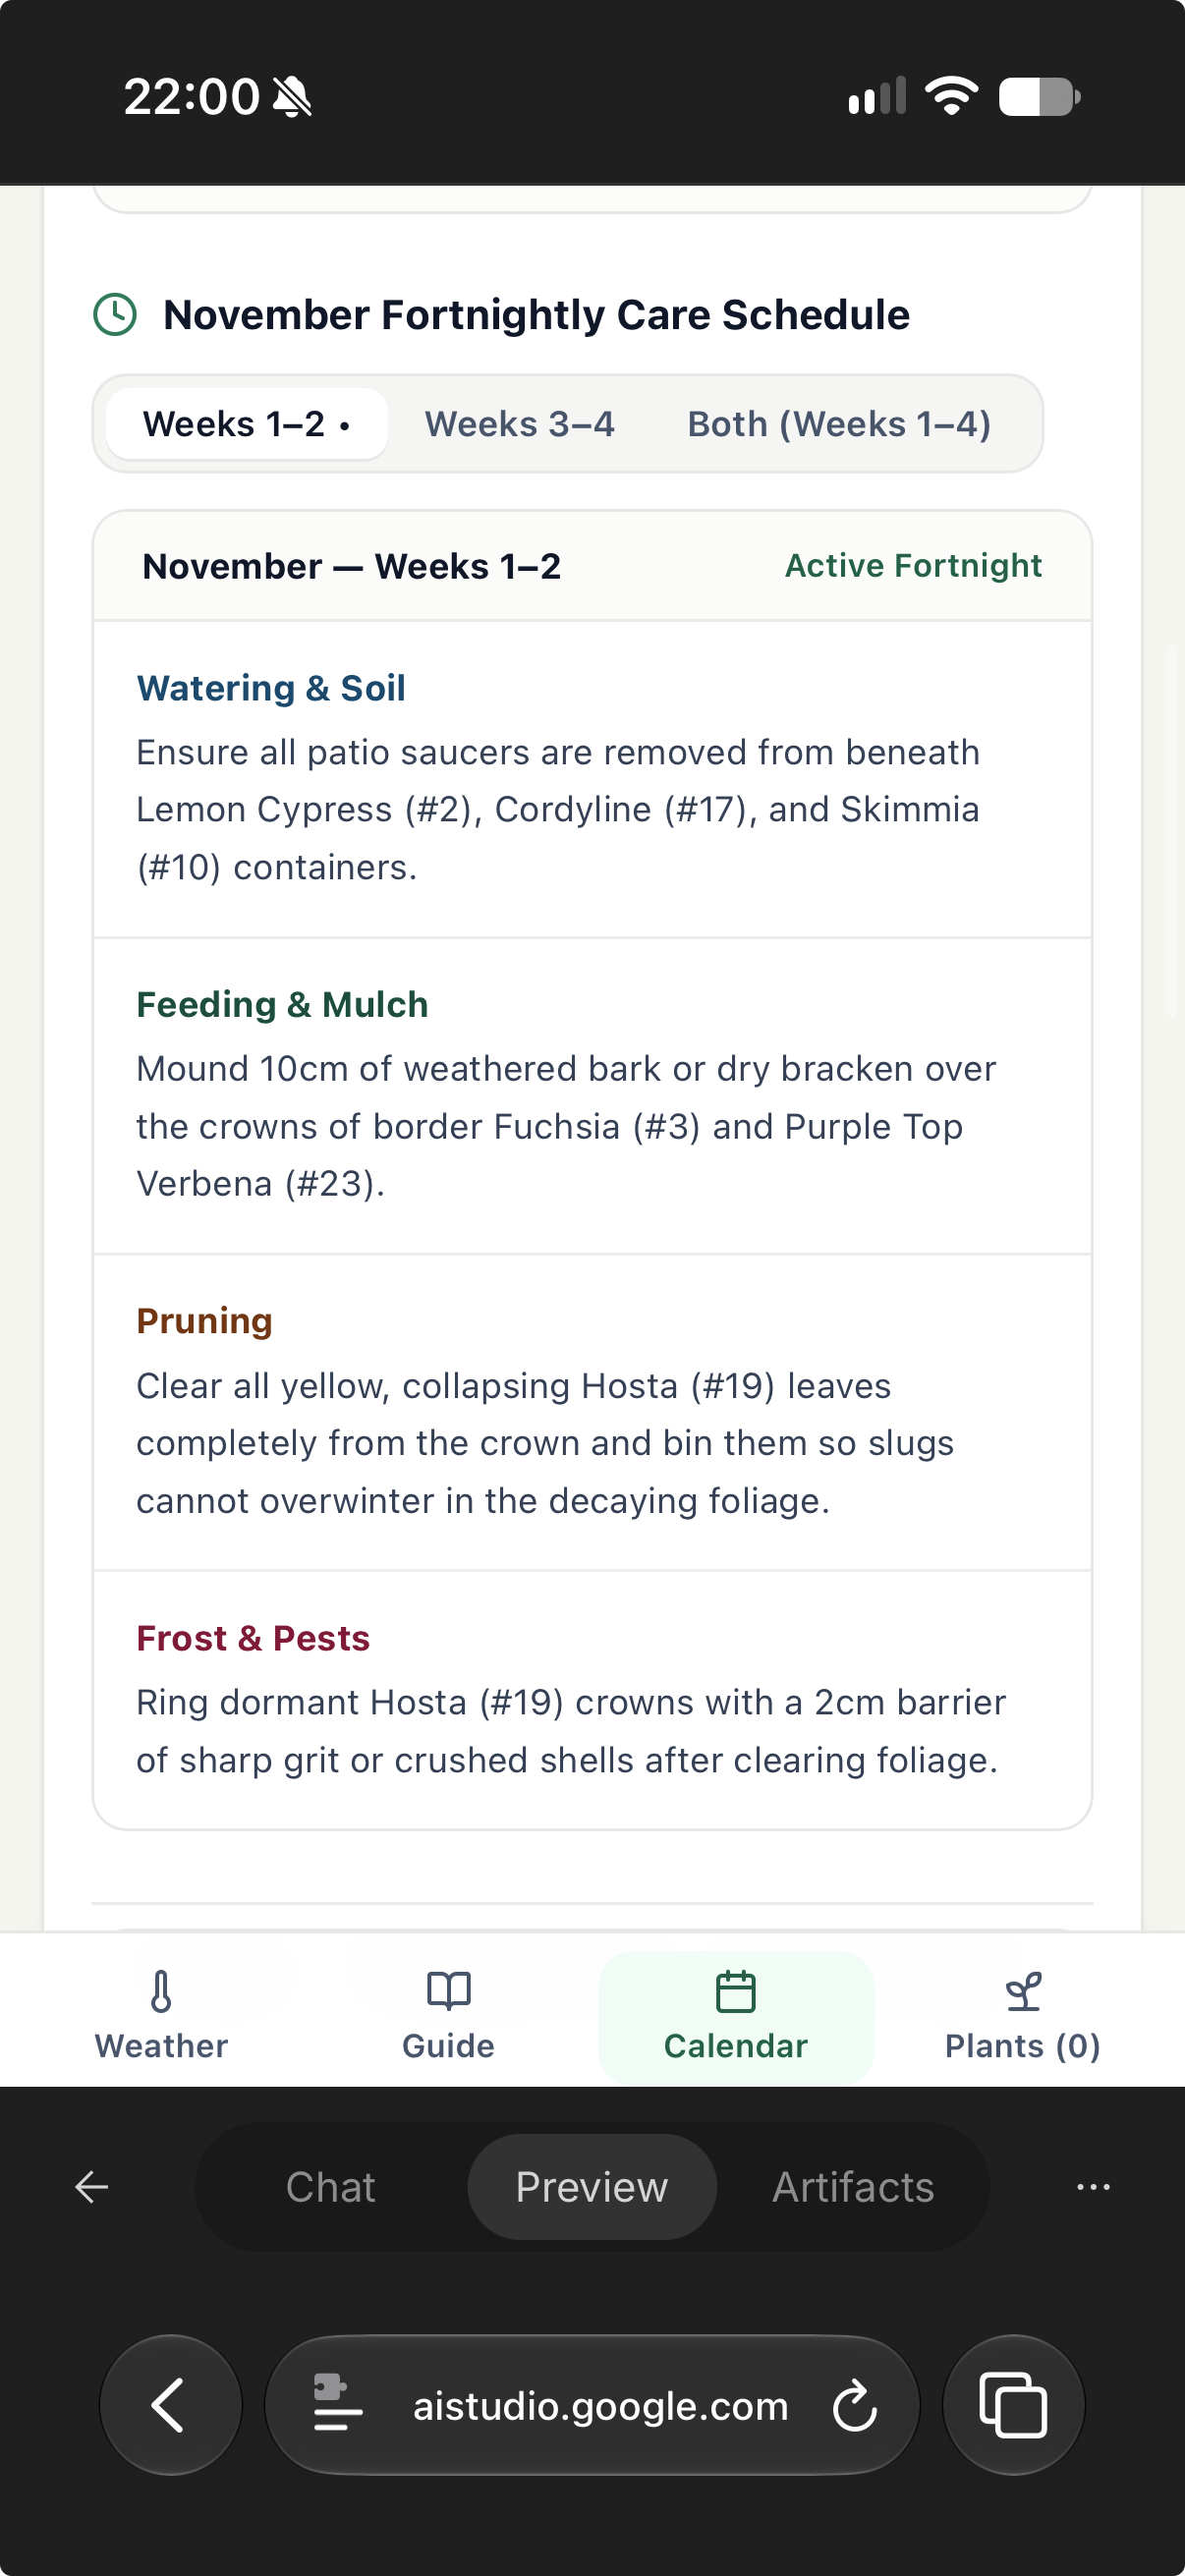 22:00
November Fortnightly Care Schedule
Weeks 1–2 •
Weeks 3–4
Both (Weeks 1–4)
November — Weeks 1–2
Active Fortnight
Watering & Soil
Ensure all patio saucers are removed from beneath
Lemon Cypress (#2), Cordyline (#17), and Skimmia
(#10) containers.
Feeding & Mulch
Mound 10cm of weathered bark or dry bracken over
the crowns of border Fuchsia (#3) and Purple Top
Verbena (#23).
Pruning
Clear all yellow, collapsing Hosta (#19) leaves
completely from the crown and bin them so slugs
cannot overwinter in the decaying foliage.
Frost & Pests
Ring dormant Hosta (#19) crowns with a 2cm barrier
of sharp grit or crushed shells after clearing foliage.
Weather
Guide
Calendar
Plants (0)
Chat
Preview
Artifacts
aistudio.google.com